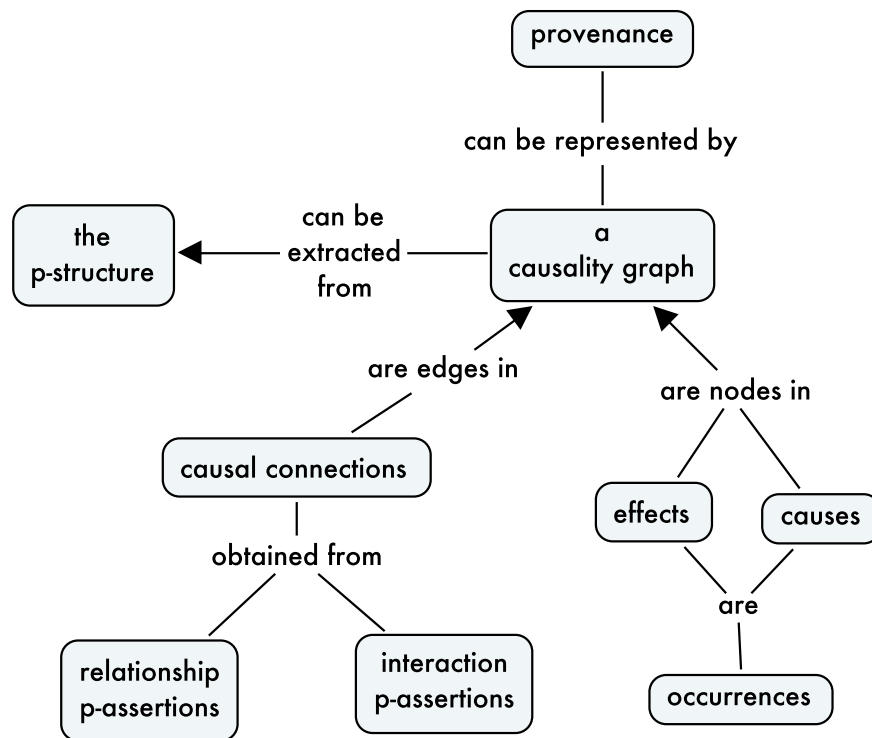 provenance
can be represented by
the
p-structure
can be
extracted
from
a
causality graph
are edges in
are nodes in
causal connections
effects
causes
obtained from
are
relationship
p-assertions
interaction
p-assertions
occurrences